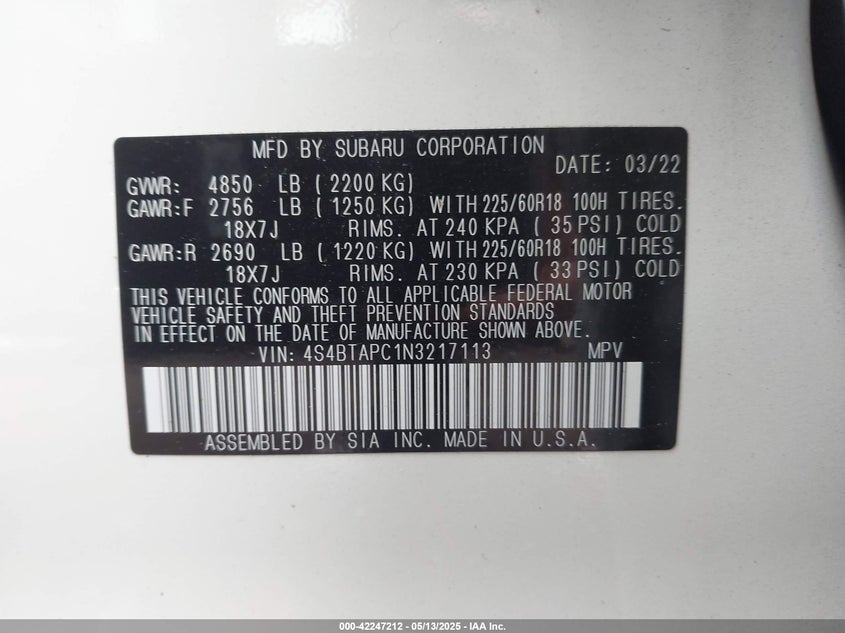 MFD BY SUBARU CORPORATION
DATE: 03/22
GVWR: 4850 LB ( 2200 KG)
GAWR:F 2756 LB ( 1250 KG) WITH 225/60R18 100H TIRES.
18X7J RIMS. AT 240 KPA ( 35 PSI) COLD
GAWR:R 2690 LB ( 1220 KG) WITH 225/60R18 100H TIRES.
18X7J RIMS. AT 230 KPA ( 33 PSI) COLD
THIS VEHICLE CONFORMS TO ALL APPLICABLE FEDERAL MOTOR
VEHICLE SAFETY AND THEFT PREVENTION STANDARDS
IN EFFECT ON THE DATE OF MANUFACTURE SHOWN ABOVE.
VIN: 4S4BTAPC1N3217113 MPV
ASSEMBLED BY SIA INC. MADE IN U.S.A.
000-42247212 - 05/13/2025 - IAA Inc.